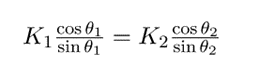 K₁ cos θ₁ / sin θ₁ = K₂ cos θ₂ / sin θ₂